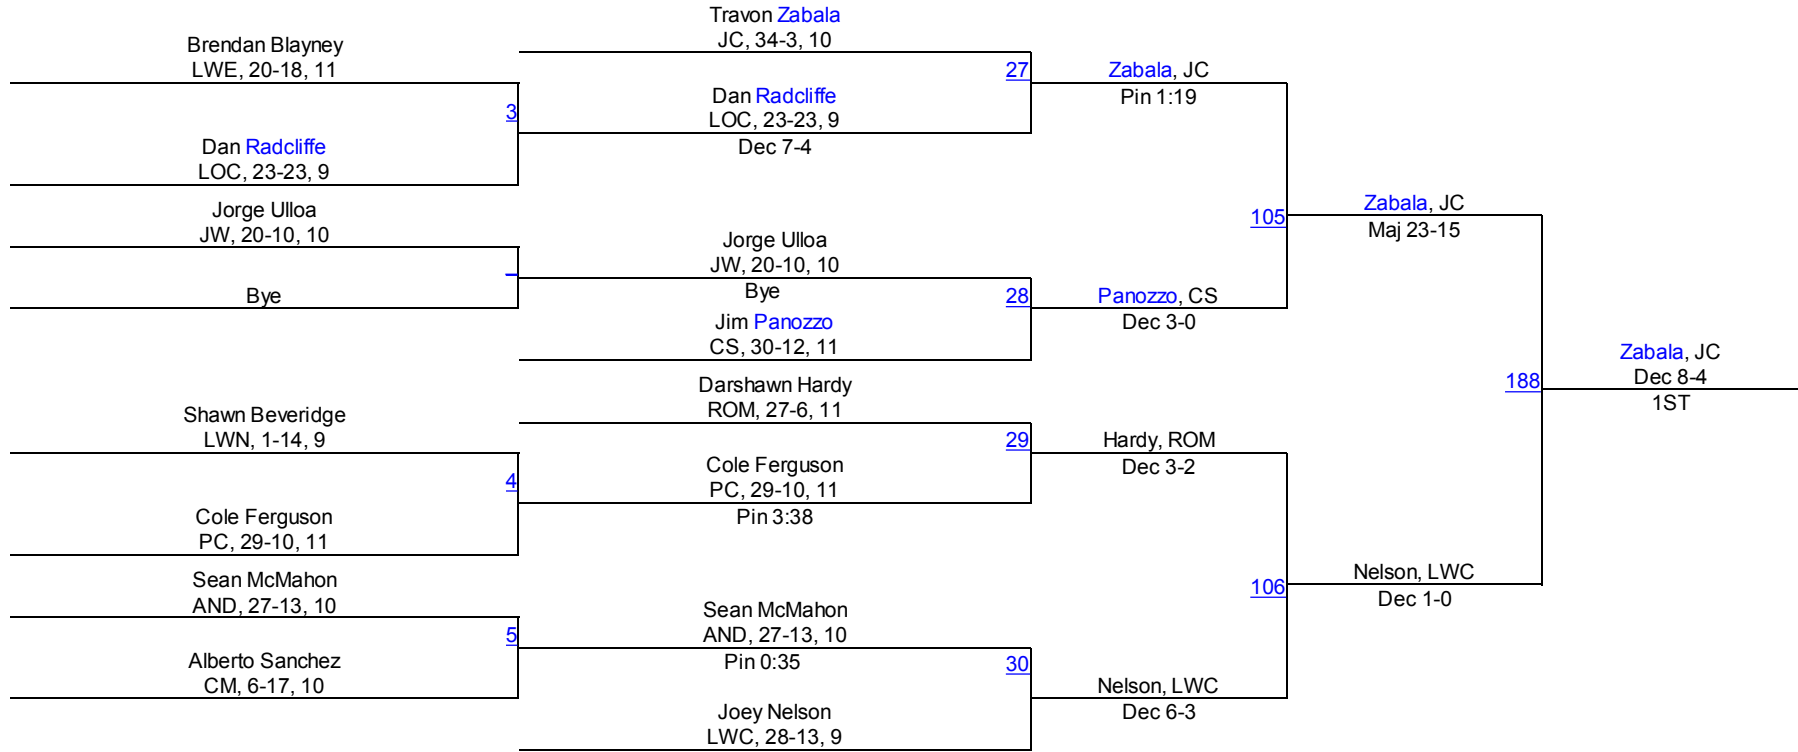 Brendan Blayney
LWE, 20-18, 11
3
Dan Radcliffe
LOC, 23-23, 9
Jorge Ulloa
JW, 20-10, 10
Bye
Shawn Beveridge
LWN, 1-14, 9
4
Cole Ferguson
PC, 29-10, 11
Sean McMahon
AND, 27-13, 10
5
Alberto Sanchez
CM, 6-17, 10
Travon Zabala
JC, 34-3, 10
27
Dan Radcliffe
LOC, 23-23, 9
Dec 7-4
Jorge Ulloa
JW, 20-10, 10
Bye
28
Jim Panozzo
CS, 30-12, 11
Darshawn Hardy
ROM, 27-6, 11
29
Cole Ferguson
PC, 29-10, 11
Pin 3:38
Sean McMahon
AND, 27-13, 10
Pin 0:35
30
Joey Nelson
LWC, 28-13, 9
Zabala, JC
Pin 1:19
105
Panozzo, CS
Dec 3-0
Hardy, ROM
Dec 3-2
106
Nelson, LWC
Dec 6-3
Zabala, JC
Maj 23-15
188
Nelson, LWC
Dec 1-0
Zabala, JC
Dec 8-4
1ST